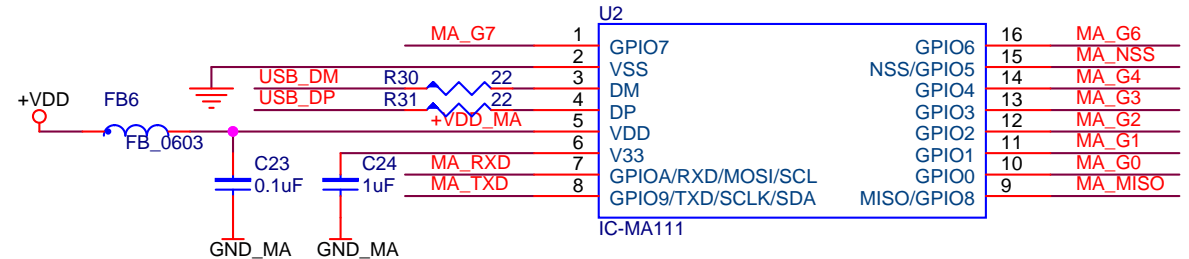 U2
MA_G7 1 GPIO7 GPIO6 16 MA_G6
2 VSS NSS/GPIO5 15 MA_NSS
USB_DM R30 22 3 DM GPIO4 14 MA_G4
USB_DP R31 22 4 DP GPIO3 13 MA_G3
+VDD FB6 FB_0603 +VDD_MA 5 VDD GPIO2 12 MA_G2
6 V33 GPIO1 11 MA_G1
MA_RXD 7 GPIOA/RXD/MOSI/SCL GPIO0 10 MA_G0
MA_TXD 8 GPIO9/TXD/SCLK/SDA MISO/GPIO8 9 MA_MISO
IC-MA111
C23 C24
0.1uF 1uF
GND_MA GND_MA